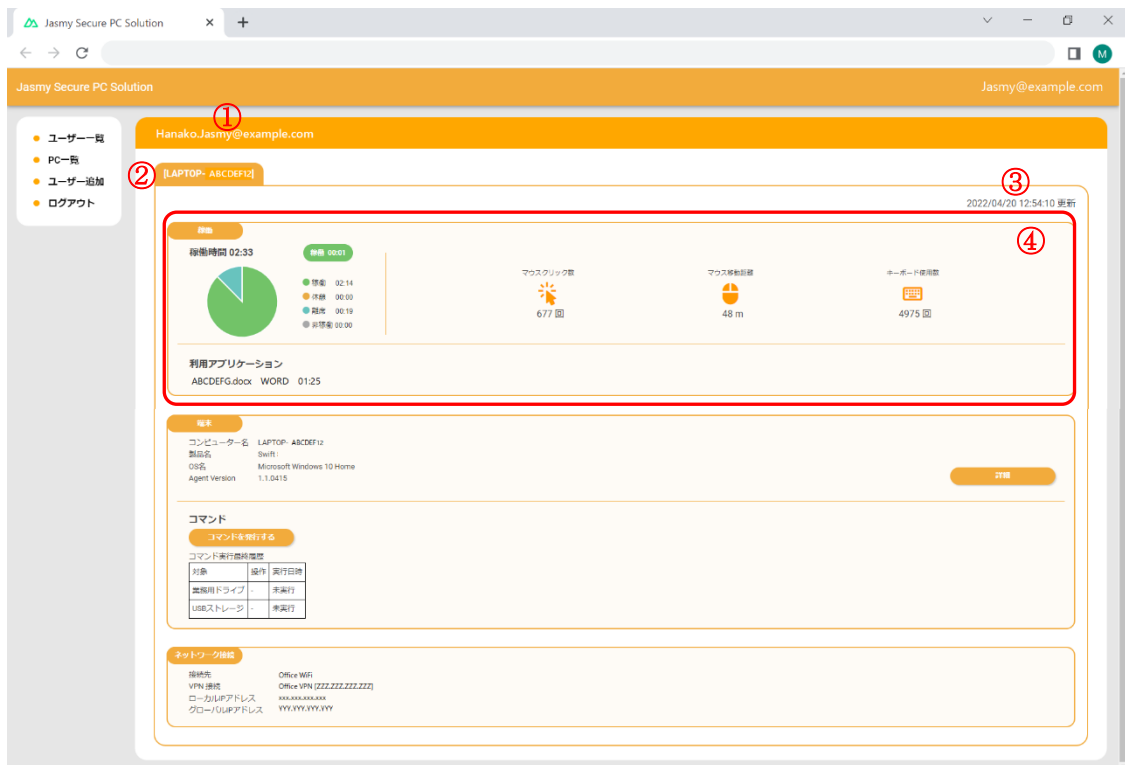 Jasmy Secure PC Solution
M
Jasmy Secure PC Solution
Jasmy@example.com
ユーザー一覧
PC一覧
ユーザー追加
ログアウト
①
Hanako.Jasmy@example.com
②
[LAPTOP- ABCDEF12]
③
2022/04/20 12:54:10 更新
④
稼働
稼働時間 02:33
稼働 00:01
稼働 02:14
休憩 00:00
離席 00:19
非稼働 00:00
マウスクリック数
677 回
マウス移動距離
48 m
キーボード使用数
4975 回
利用アプリケーション
ABCDEFG.docx WORD 01:25
端末
コンピューター名 LAPTOP- ABCDEF12
製品名 Swift
OS名 Microsoft Windows 10 Home
Agent Version 1.1.0415
詳細
コマンド
コマンドを発行する
コマンド実行最終履歴
対象 操作 実行日時
業務用ドライブ - 未実行
USBストレージ - 未実行
ネットワーク接続
接続先 Office WiFi
VPN 接続 Office VPN [ZZZ.ZZZ.ZZZ.ZZZ]
ローカルIPアドレス xxx.xxx.xxx.xxx
グローバルIPアドレス YYY.YYY.YYY.YYY